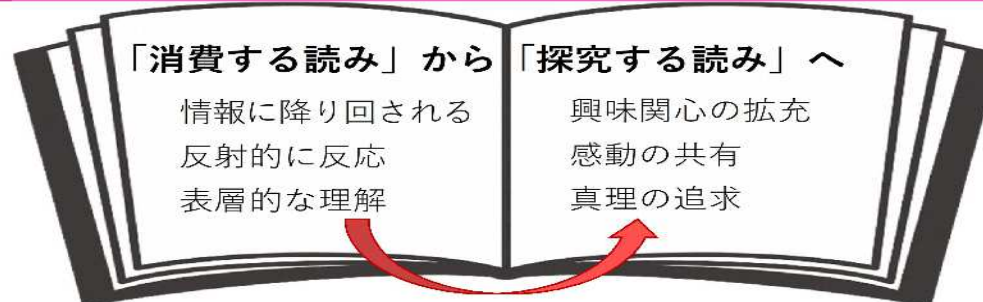 「消費する読み」から
情報に降り回される
反射的に反応
表層的な理解
「探究する読み」へ
興味関心の拡充
感動の共有
真理の追求